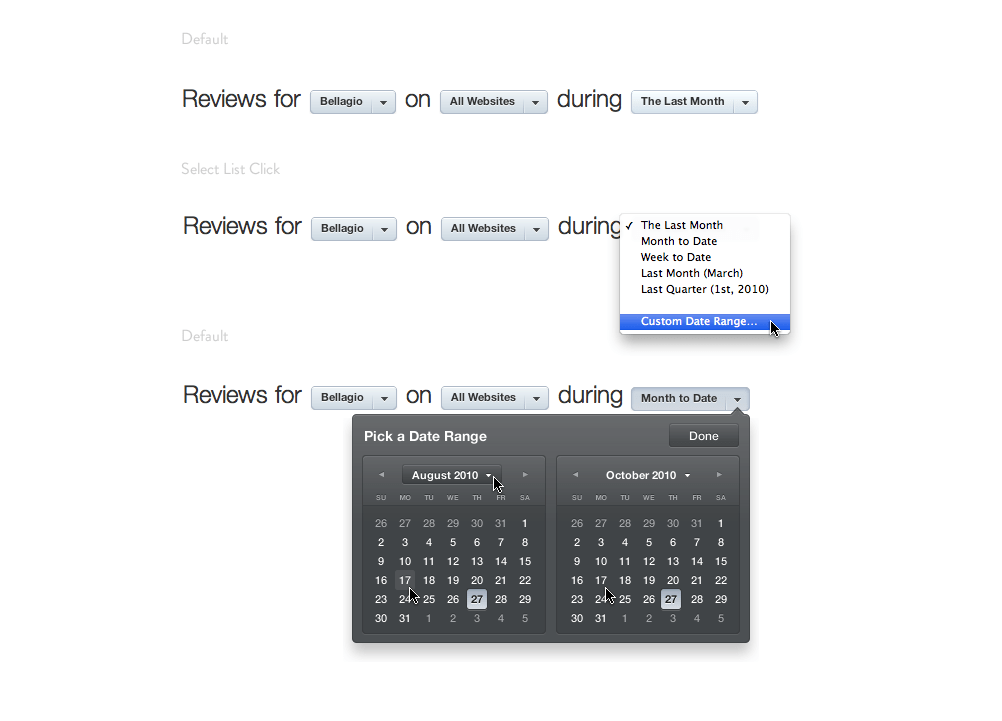 Default
Reviews for Bellagio on All Websites during The Last Month
Select List Click
Reviews for Bellagio on All Websites during
✓ The Last Month
Month to Date
Week to Date
Last Month (March)
Last Quarter (1st, 2010)
Custom Date Range...
Default
Reviews for Bellagio on All Websites during Month to Date
Pick a Date Range Done
August 2010 October 2010
SU MO TU WE TH FR SA SU MO TU WE TH FR SA
26 27 28 29 30 31 1 26 27 28 29 30 31 1
2 3 4 5 6 7 8 2 3 4 5 6 7 8
9 10 11 12 13 14 15 9 10 11 12 13 14 15
16 17 18 19 20 21 22 16 17 18 19 20 21 22
23 24 25 26 27 28 29 23 24 25 26 27 28 29
30 31 1 2 3 4 5 30 31 1 2 3 4 5